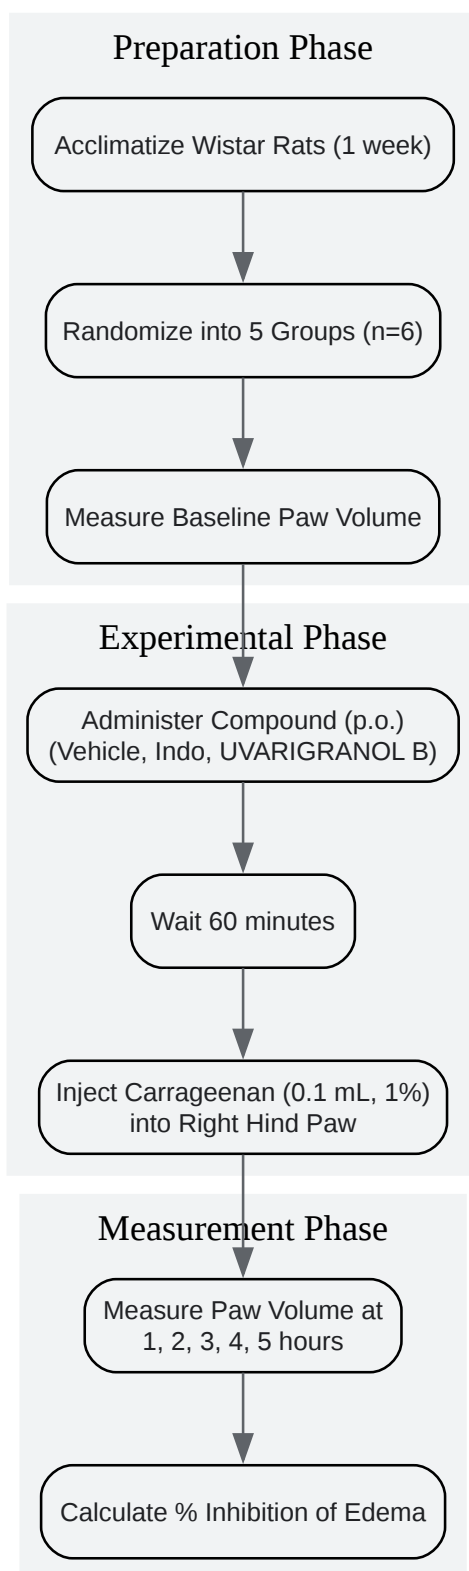 Preparation Phase
Acclimatize Wistar Rats (1 week)
Randomize into 5 Groups (n=6)
Measure Baseline Paw Volume
Experimental Phase
Administer Compound (p.o.)
(Vehicle, Indo, UVARIGRANOL B)
Wait 60 minutes
Inject Carrageenan (0.1 mL, 1%)
into Right Hind Paw
Measurement Phase
Measure Paw Volume at
1, 2, 3, 4, 5 hours
Calculate % Inhibition of Edema